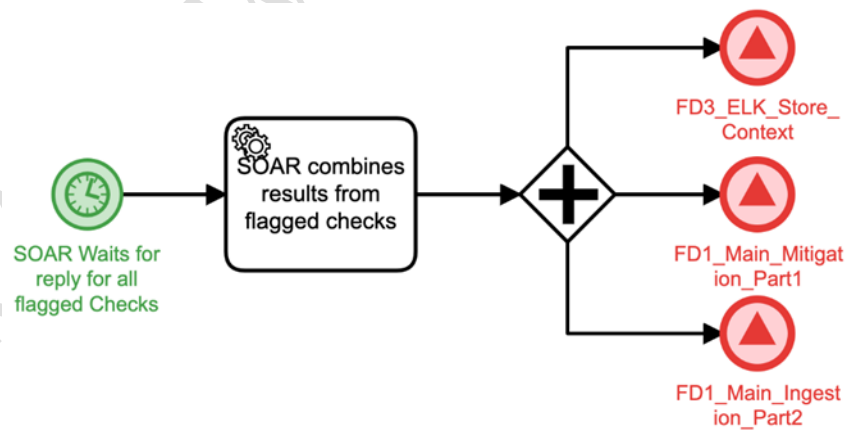 SOAR Waits for
reply for all
flagged Checks
SOAR combines
results from
flagged checks
FD3_ELK_Store_
Context
FD1_Main_Mitigat
ion_Part1
FD1_Main_Ingest
ion_Part2